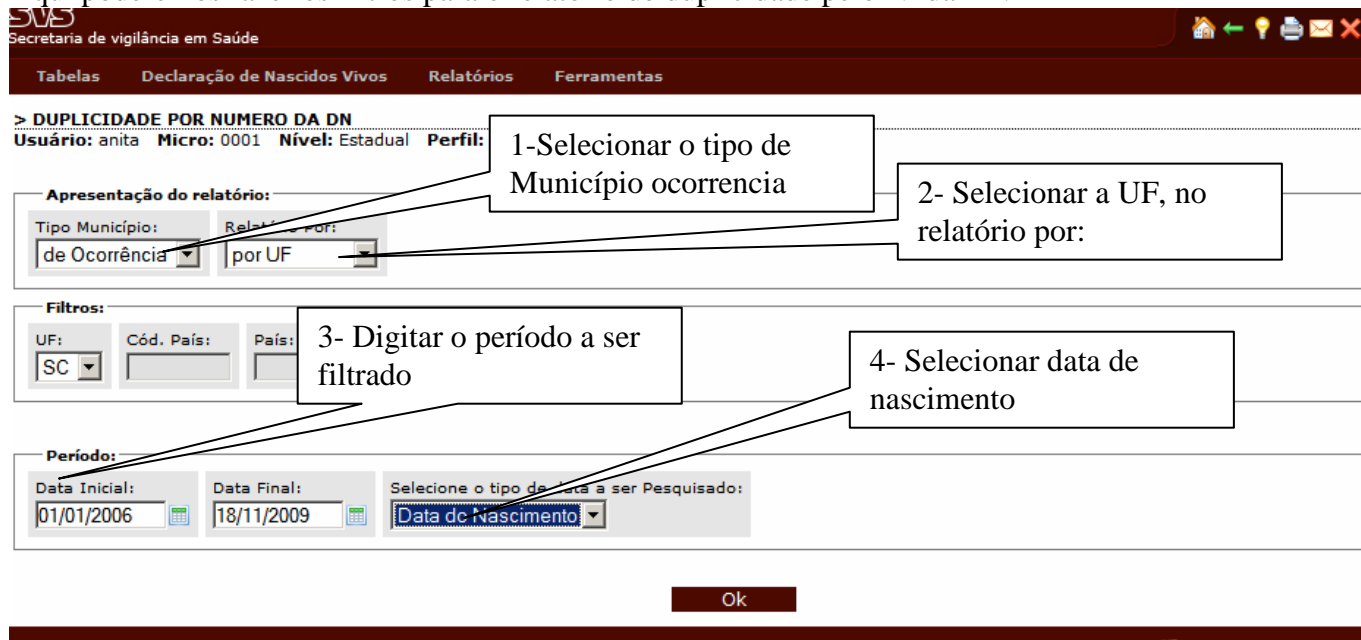 SVS
Secretaria de vigilância em Saúde
Tabelas Declaração de Nascidos Vivos Relatórios Ferramentas
> DUPLICIDADE POR NUMERO DA DN
Usuário: anita Micro: 0001 Nível: Estadual Perfil:
1-Selecionar o tipo de
Município ocorrencia
2- Selecionar a UF, no
relatório por:
Apresentação do relatório:
Tipo Município: Relatório Por:
de Ocorrência por UF
Filtros:
UF: Cód. País: País:
SC
3- Digitar o período a ser
filtrado
4- Selecionar data de
nascimento
Período:
Data Inicial: Data Final: Selecione o tipo de data a ser Pesquisado:
01/01/2006 18/11/2009 Data do Nascimento
Ok